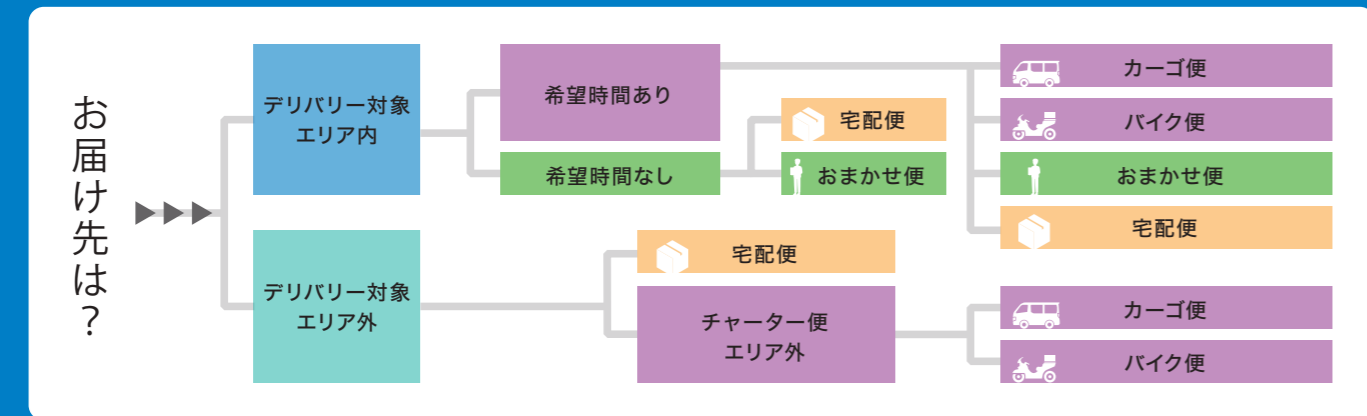 お届け先は？
デリバリー対象
エリア内
希望時間あり
カーゴ便
バイク便
おまかせ便
宅配便
希望時間なし
宅配便
おまかせ便
デリバリー対象
エリア外
宅配便
チャーター便
エリア外
カーゴ便
バイク便